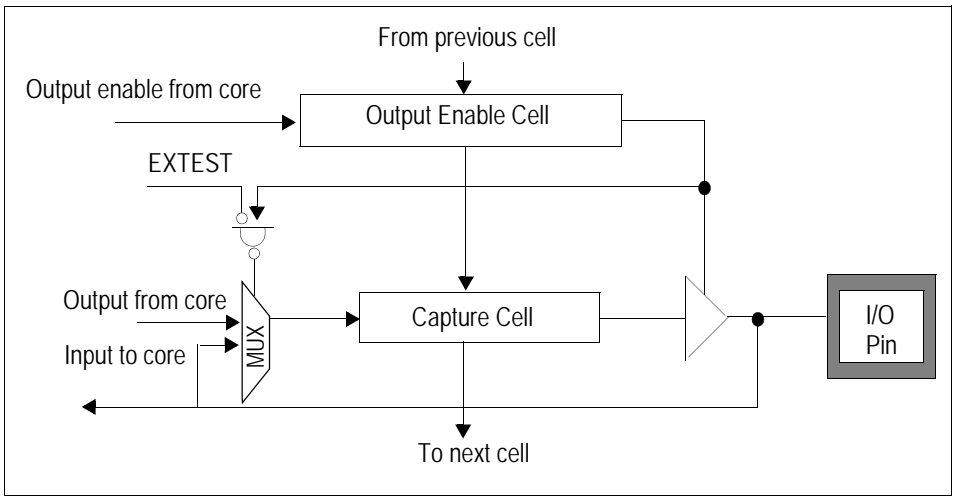 From previous cell
Output enable from core
Output Enable Cell
EXTEST
Output from core
Input to core
MUX
Capture Cell
I/O
Pin
To next cell